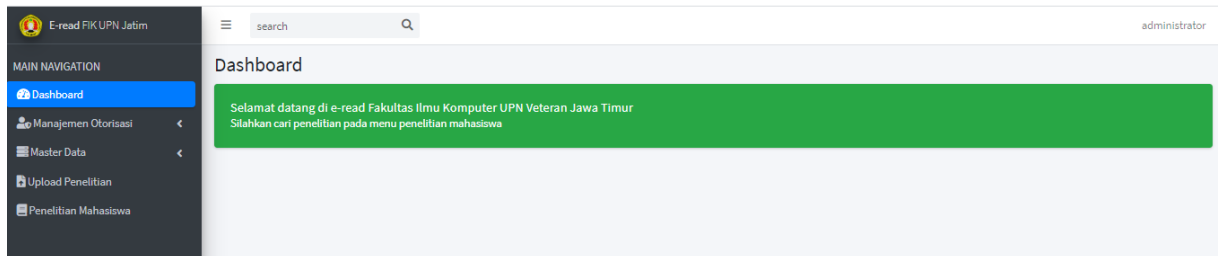 E-read FIK UPN Jatim
search
administrator
MAIN NAVIGATION
Dashboard
Manajemen Otorisasi
Master Data
Upload Penelitian
Penelitian Mahasiswa
Dashboard
Selamat datang di e-read Fakultas Ilmu Komputer UPN Veteran Jawa Timur
Silahkan cari penelitian pada menu penelitian mahasiswa